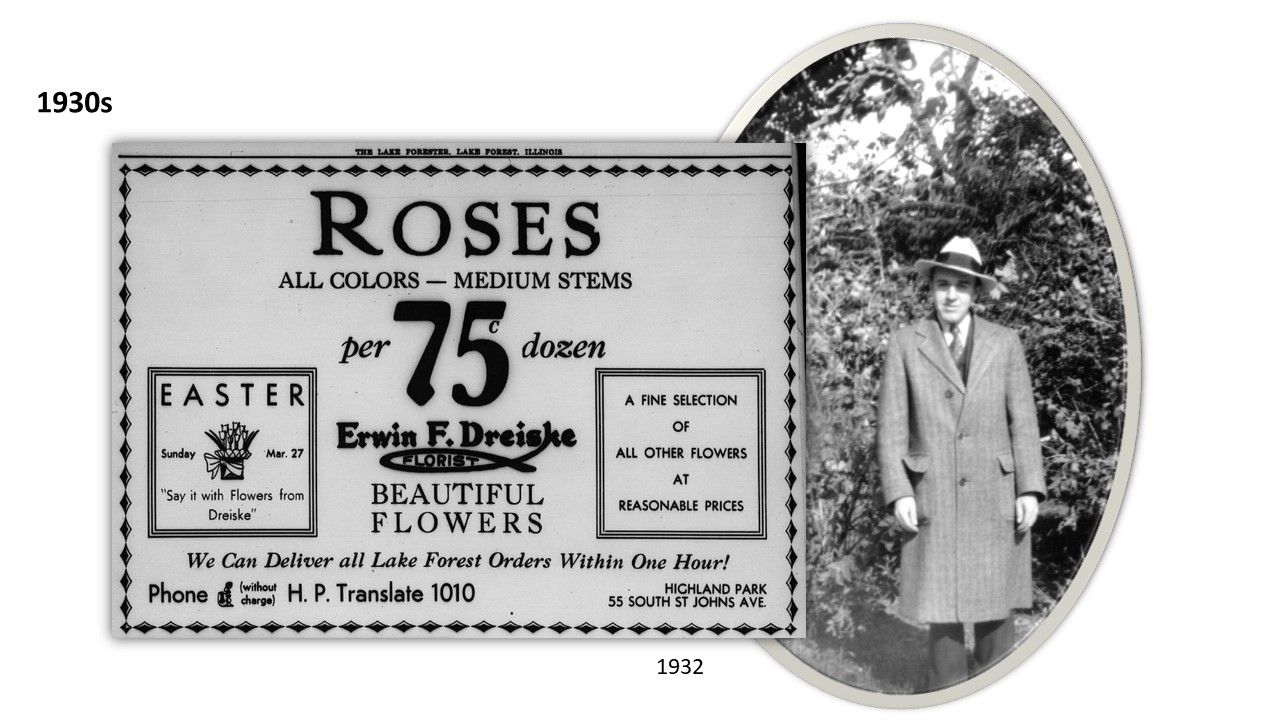 1930s
THE LAKE FORESTER, LAKE FOREST, ILLINOIS
ROSES
ALL COLORS — MEDIUM STEMS
per 75c dozen
EASTER
Sunday Mar. 27
"Say it with Flowers from
Dreiske"
Erwin F. Dreiske
FLORIST
BEAUTIFUL
FLOWERS
A FINE SELECTION
OF
ALL OTHER FLOWERS
AT
REASONABLE PRICES
We Can Deliver all Lake Forest Orders Within One Hour!
Phone (without charge) H. P. Translate 1010
HIGHLAND PARK
55 SOUTH ST JOHNS AVE.
1932